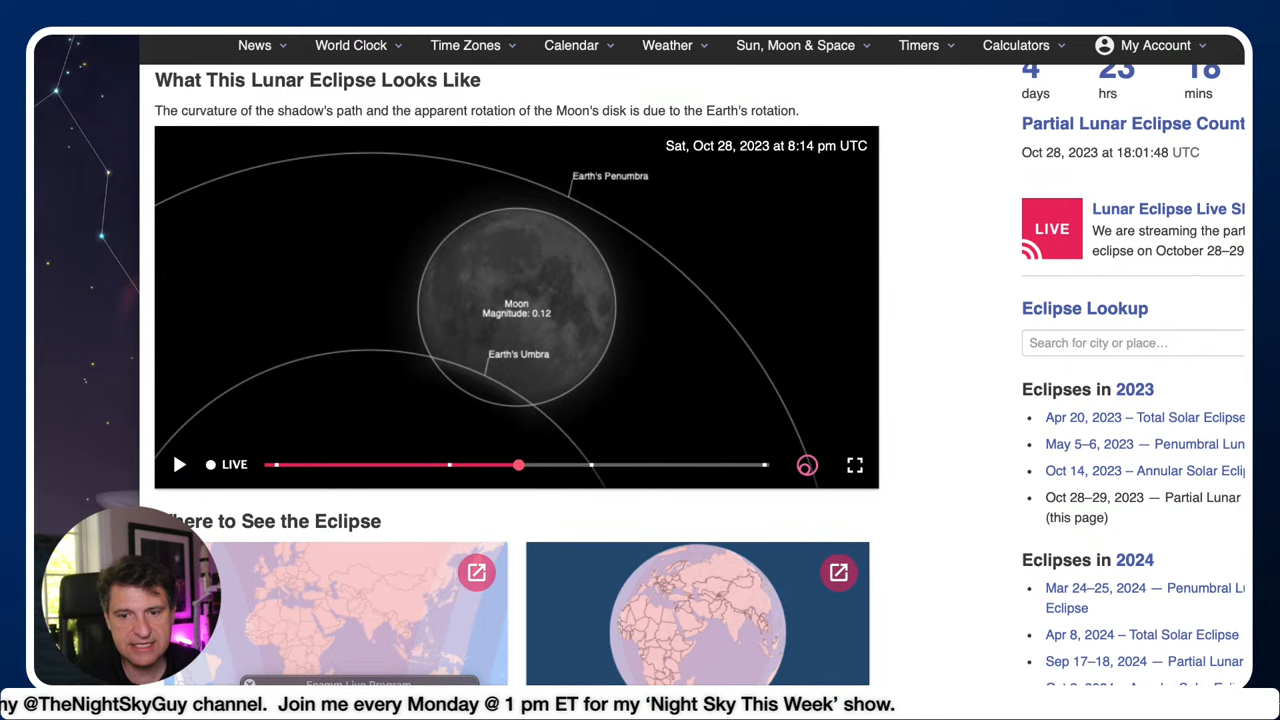 News World Clock Time Zones Calendar Weather Sun, Moon & Space Timers Calculators My Account
What This Lunar Eclipse Looks Like
The curvature of the shadow's path and the apparent rotation of the Moon's disk is due to the Earth's rotation.
Sat, Oct 28, 2023 at 8:14 pm UTC
Earth's Penumbra
Moon
Magnitude: 0.12
Earth's Umbra
LIVE
here to See the Eclipse
4 23 18
days hrs mins
Partial Lunar Eclipse Count
Oct 28, 2023 at 18:01:48 UTC
LIVE
Lunar Eclipse Live
We are streaming the part
eclipse on October 28–29
Eclipse Lookup
Search for city or place…
Eclipses in 2023
Apr 20, 2023 – Total Solar Eclipse
May 5–6, 2023 — Penumbral Lun
Oct 14, 2023 – Annular Solar Ecli
Oct 28–29, 2023 — Partial Lunar
(this page)
Eclipses in 2024
Mar 24–25, 2024 — Penumbral Lu
Eclipse
Apr 8, 2024 – Total Solar Eclipse
Sep 17–18, 2024 — Partial Lunar
Ecamm Live Program
my @TheNightSkyGuy channel. Join me every Monday @ 1 pm ET for my ‘Night Sky This Week’ show.